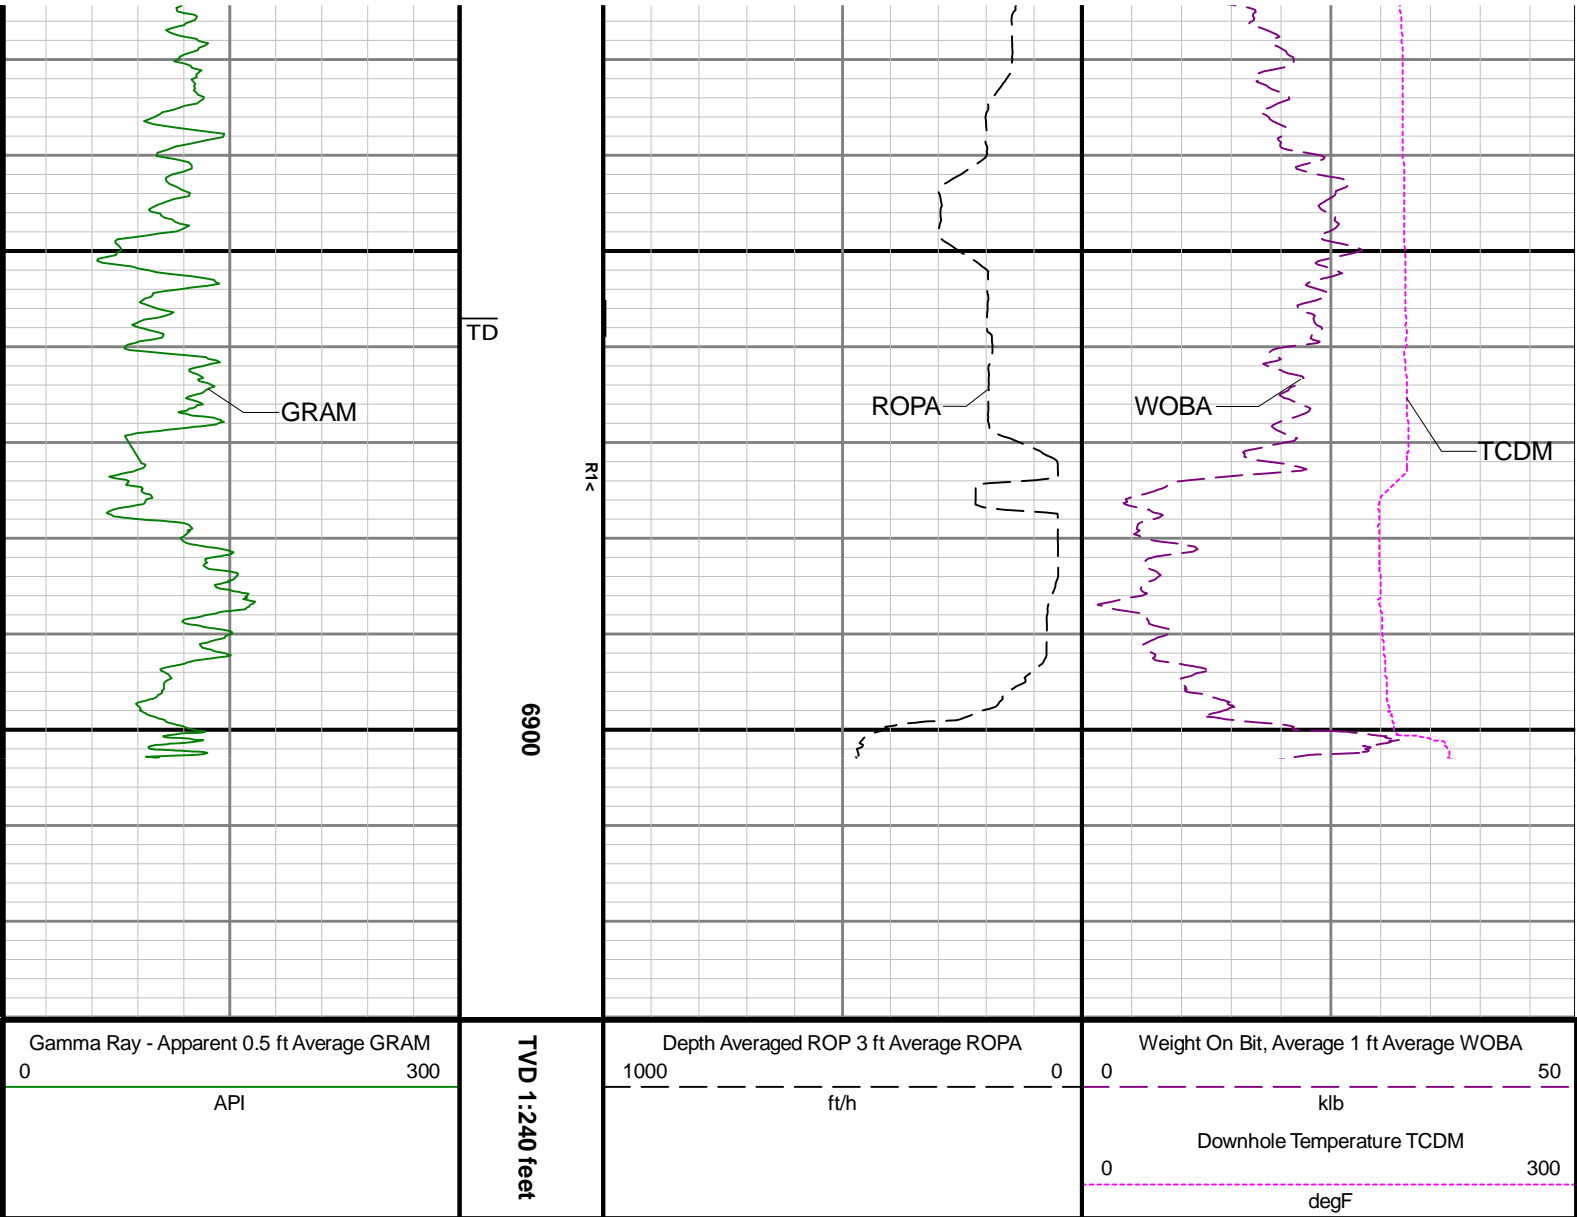 TD
GRAM
ROPA
WOBA
TCDM
R1<
6900
Gamma Ray - Apparent 0.5 ft Average GRAM
0 300
API
TVD 1:240 feet
Depth Averaged ROP 3 ft Average ROPA
1000 0
ft/h
Weight On Bit, Average 1 ft Average WOBA
0 50
klb
Downhole Temperature TCDM
0 300
degF